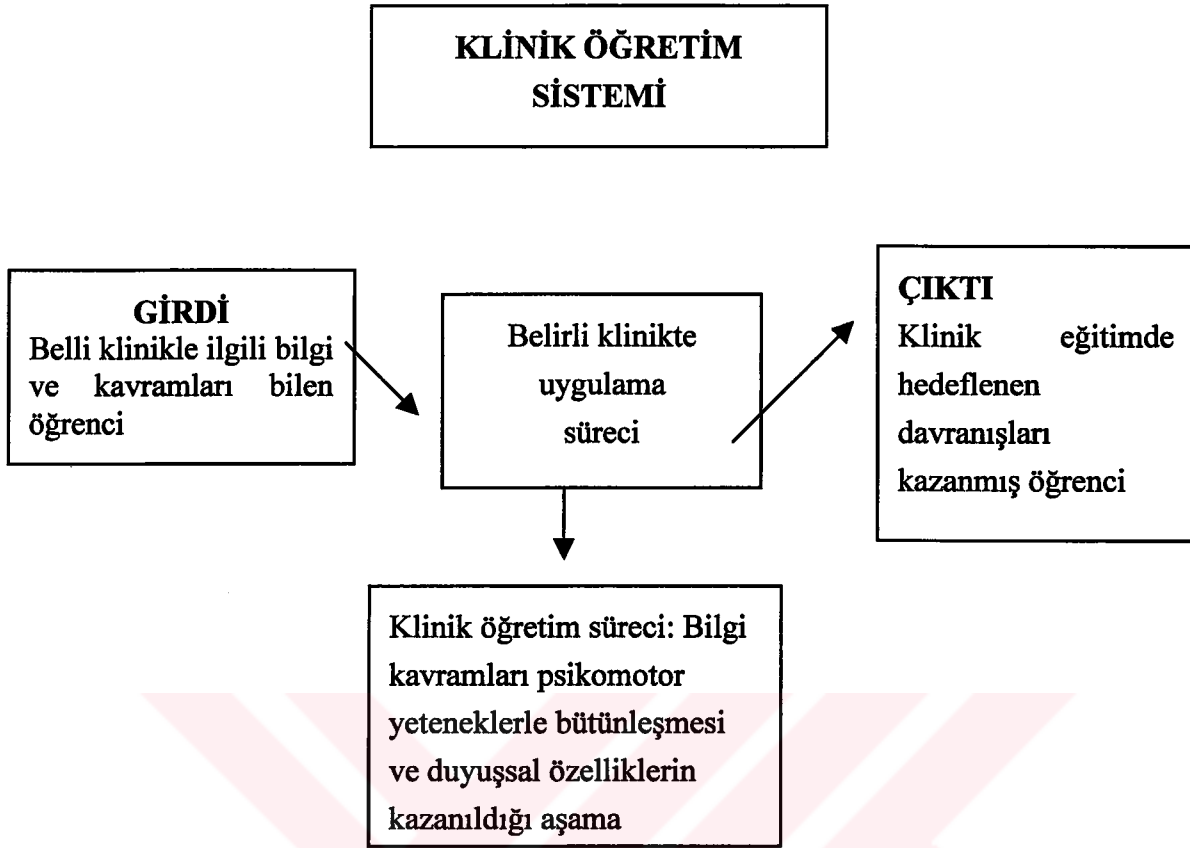 KLİNİK ÖĞRETİM
SİSTEMİ
GİRDİ
Belli klinikle ilgili bilgi
ve kavramları bilen
öğrenci
Belirli klinikte
uygulama
süreci
ÇIKTI
Klinik eğitimde
hedeflenen
davranışları
kazanmış öğrenci
Klinik öğretim süreci: Bilgi
kavramları psikomotor
yeteneklerle bütünleşmesi
ve duyuşsal özelliklerin
kazanıldığı aşama